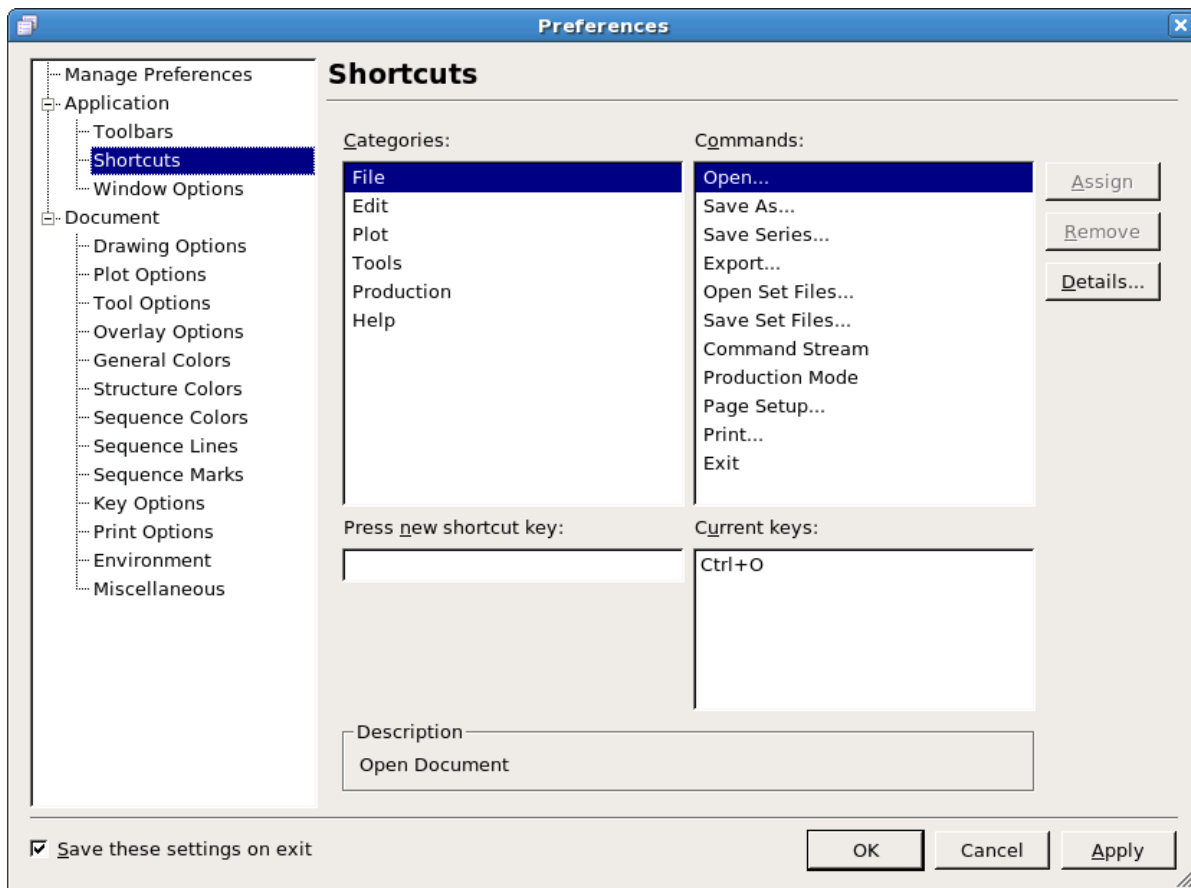 Preferences
Manage Preferences
Application
Toolbars
Shortcuts
Window Options
Document
Drawing Options
Plot Options
Tool Options
Overlay Options
General Colors
Structure Colors
Sequence Colors
Sequence Lines
Sequence Marks
Key Options
Print Options
Environment
Miscellaneous
Shortcuts
Categories:
File
Edit
Plot
Tools
Production
Help
Commands:
Open...
Save As...
Save Series...
Export...
Open Set Files...
Save Set Files...
Command Stream
Production Mode
Page Setup...
Print...
Exit
Assign
Remove
Details...
Press new shortcut key:
Current keys:
Ctrl+O
Description
Open Document
Save these settings on exit
OK
Cancel
Apply